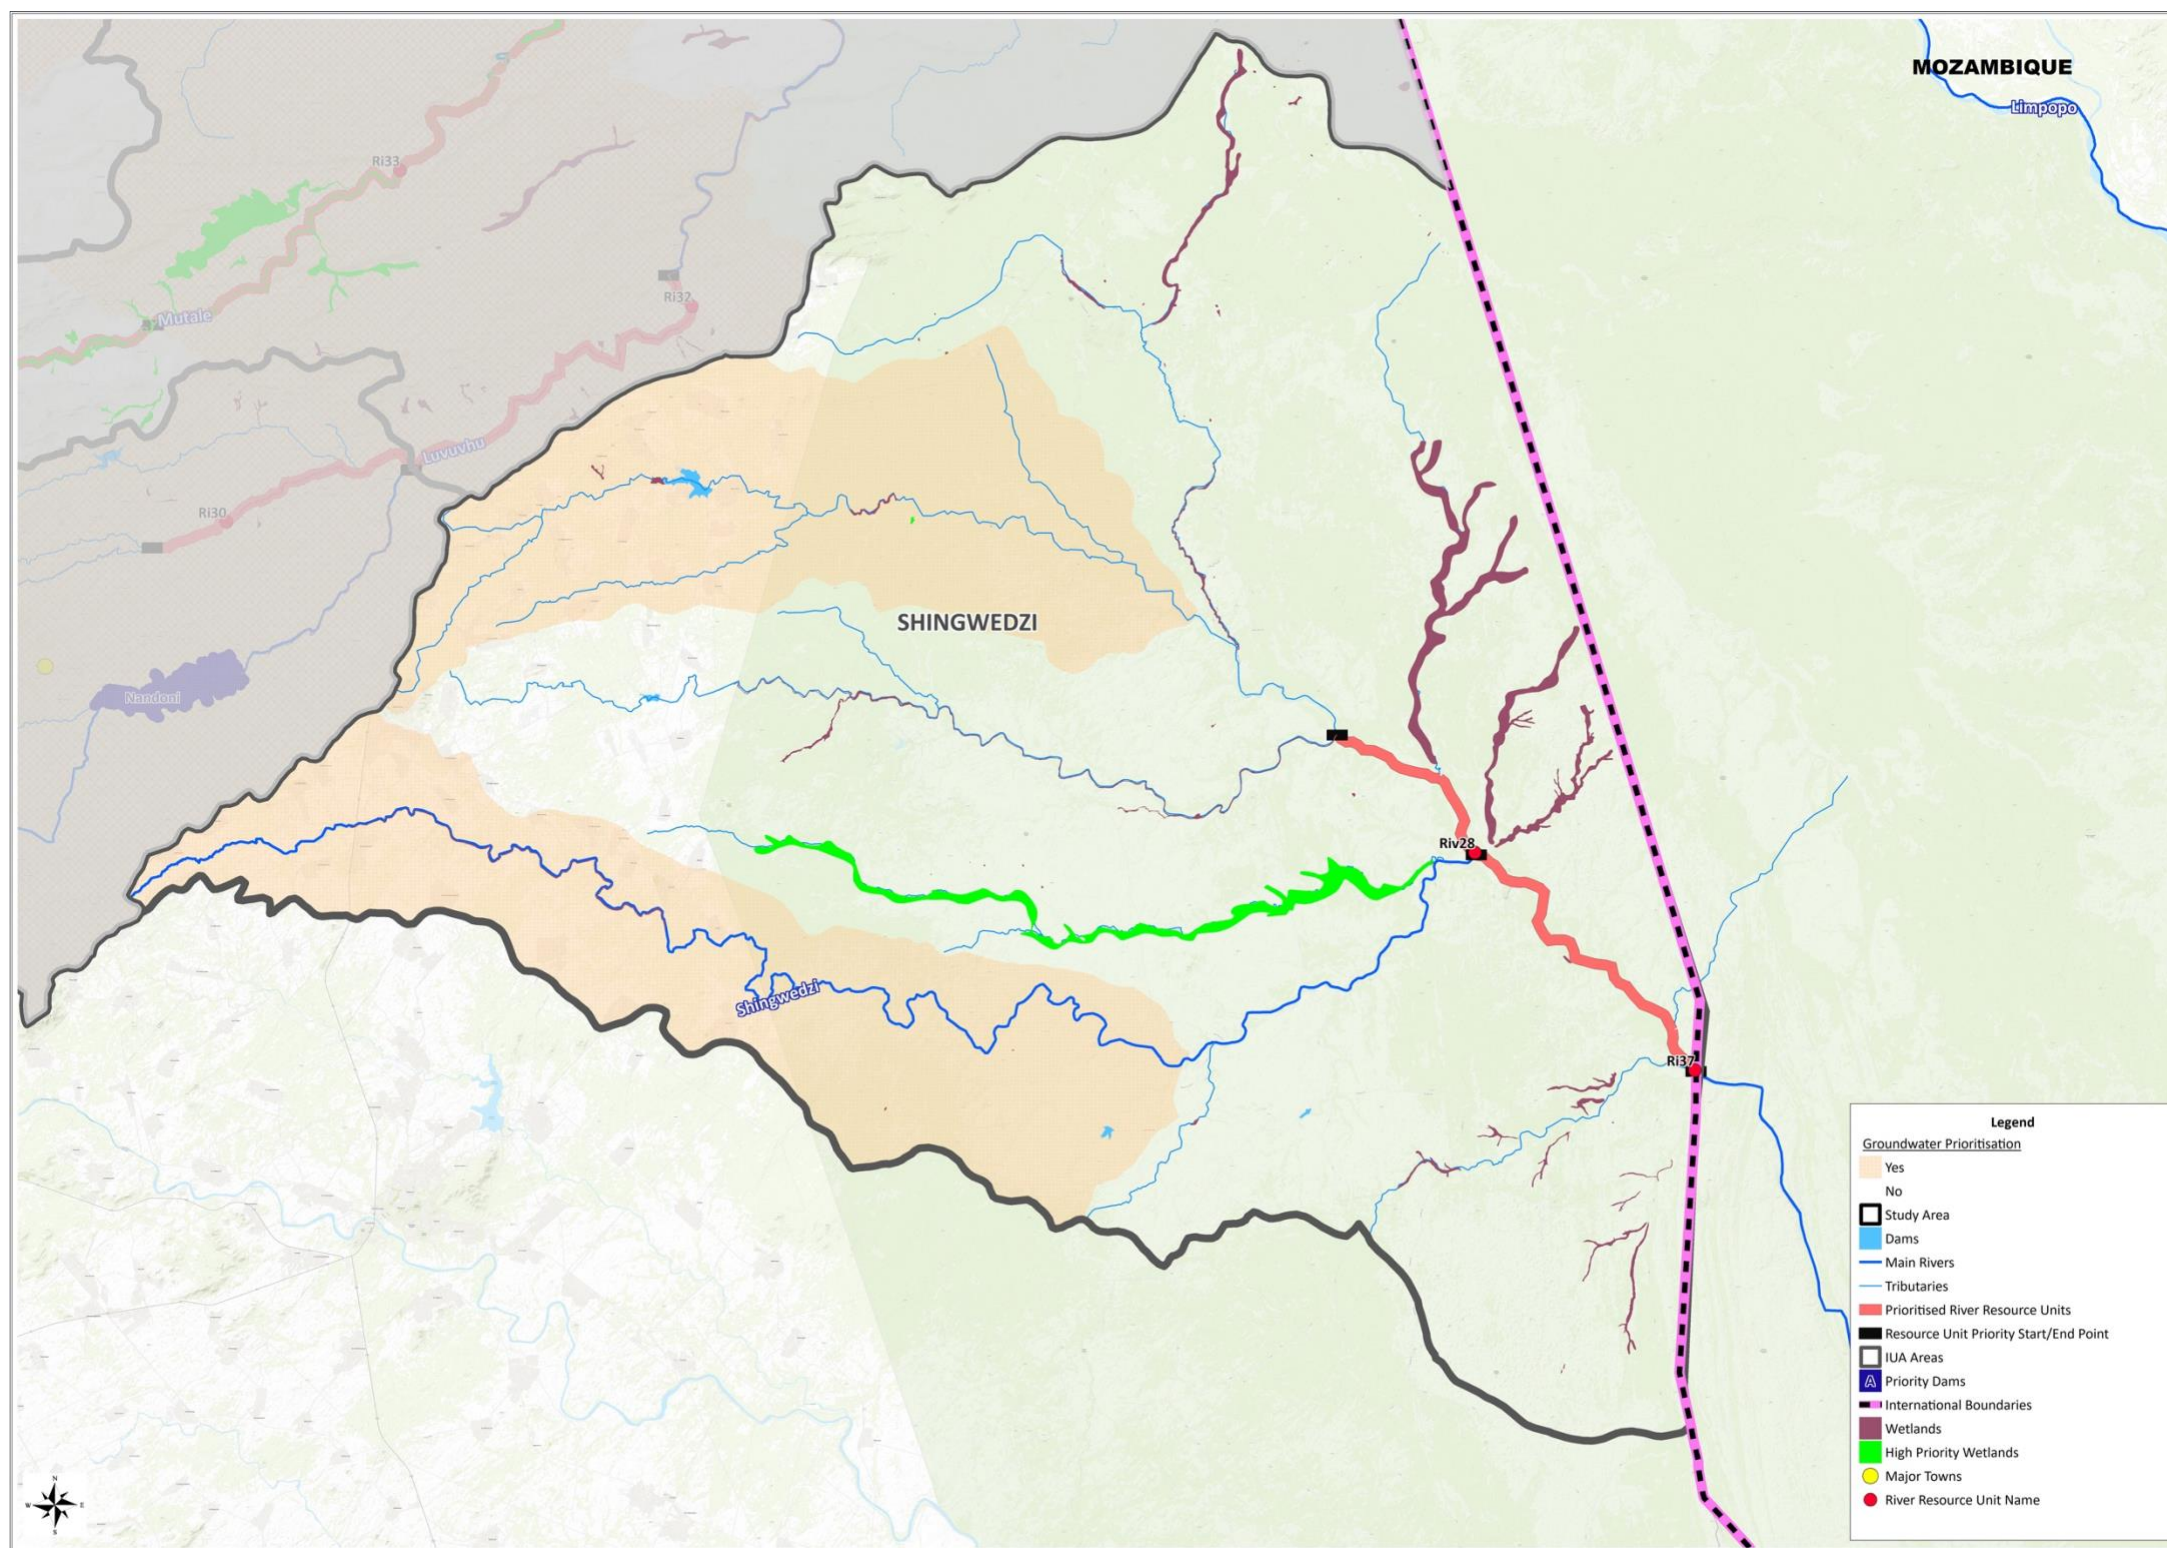 MOZAMBIQUE
Limpopo
Ri33
Ri32
Mutale
Luvuvhu
Ri30
SHINGWEDZI
Nandoni
Riv28
Shingwedzi
Ri37
Legend
Groundwater Prioritisation
Yes
No
Study Area
Dams
Main Rivers
Tributaries
Prioritised River Resource Units
Resource Unit Priority Start/End Point
IUA Areas
A Priority Dams
International Boundaries
Wetlands
High Priority Wetlands
Major Towns
River Resource Unit Name
N
W E
S